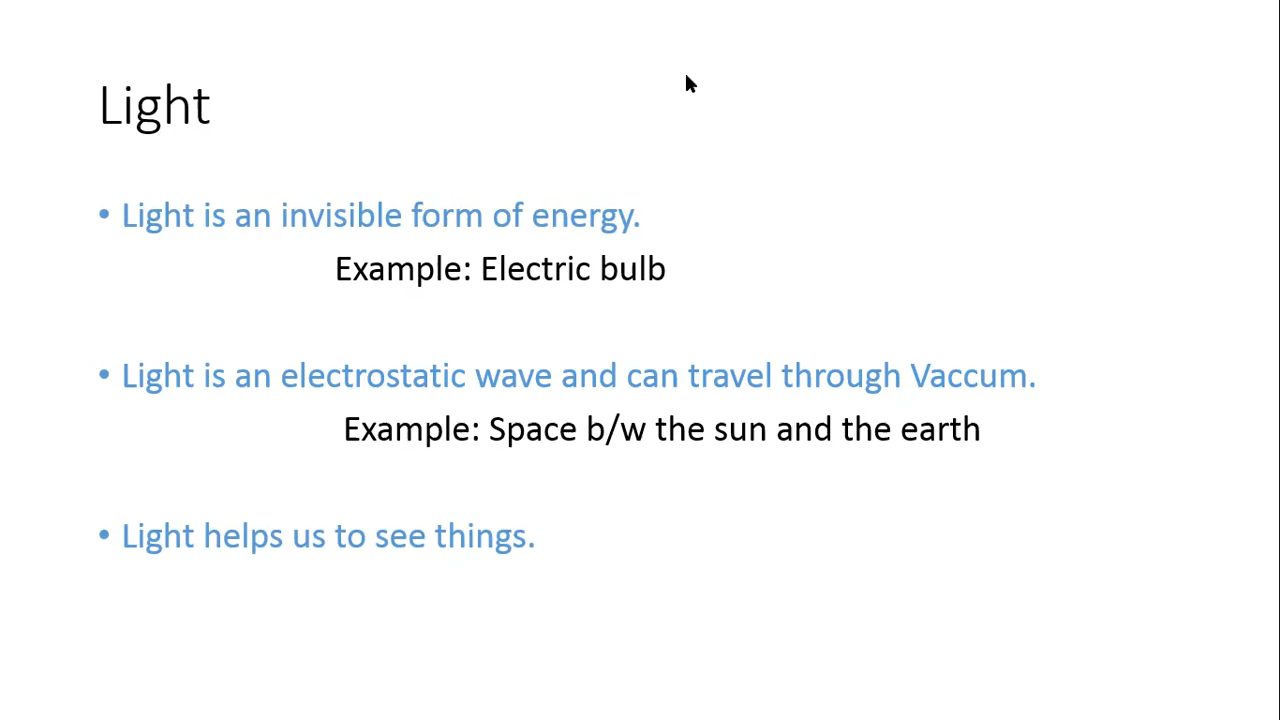 Light
• Light is an invisible form of energy.
Example: Electric bulb
• Light is an electrostatic wave and can travel through Vaccum.
Example: Space b/w the sun and the earth
• Light helps us to see things.